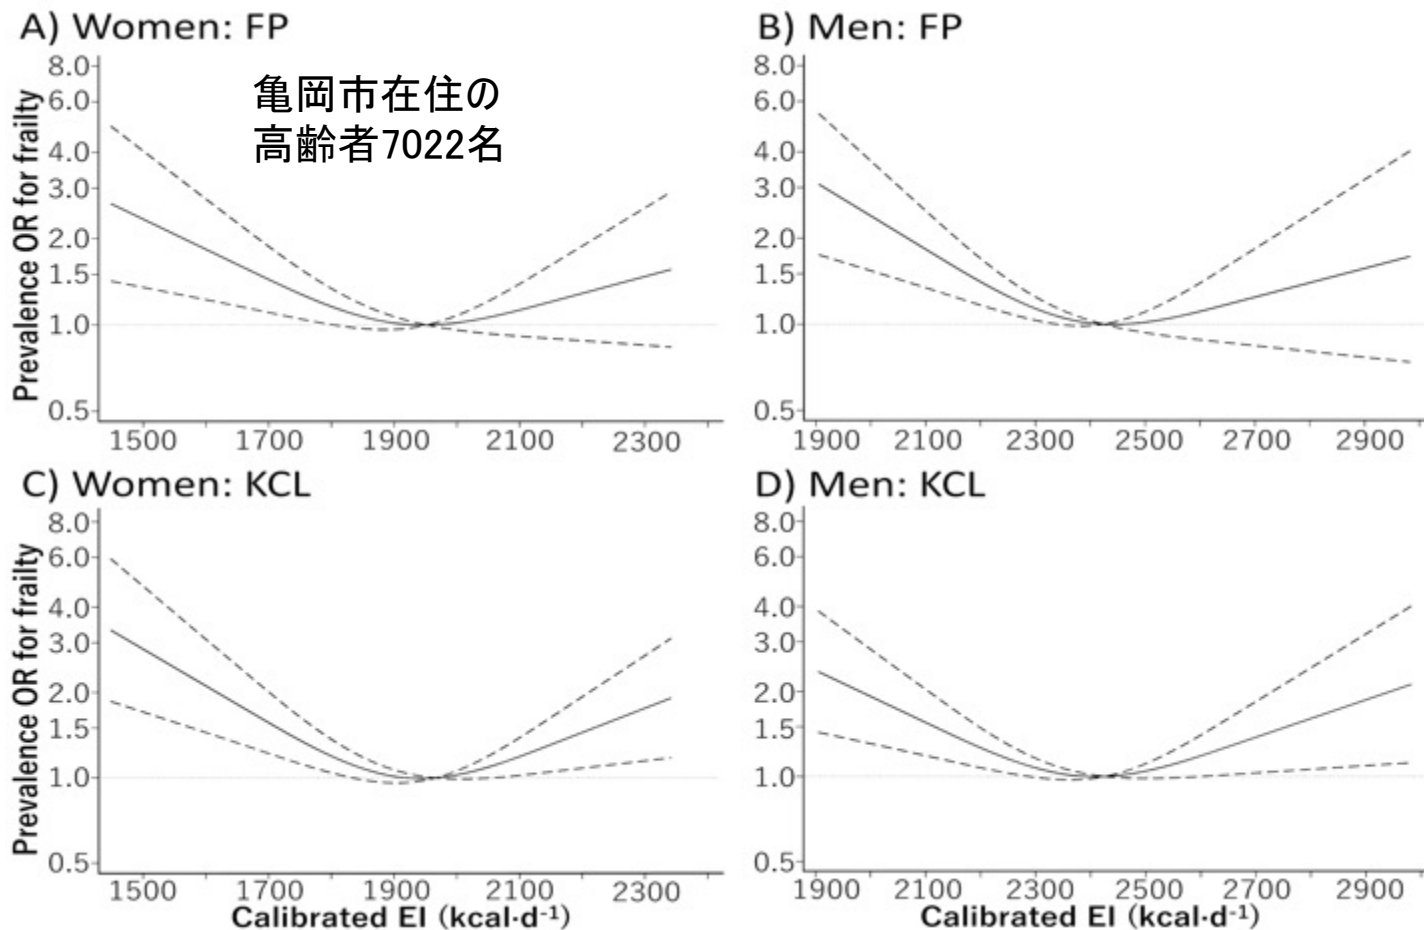 A) Women: FP
亀岡市在住の
高齢者7022名
Prevalence OR for frailty
8.0
6.0
4.0
3.0
2.0
1.5
1.0
0.5
1500 1700 1900 2100 2300
B) Men: FP
8.0
6.0
4.0
3.0
2.0
1.5
1.0
0.5
1900 2100 2300 2500 2700 2900
C) Women: KCL
Prevalence OR for frailty
8.0
6.0
4.0
3.0
2.0
1.5
1.0
0.5
1500 1700 1900 2100 2300
Calibrated EI (kcal·d⁻¹)
D) Men: KCL
8.0
6.0
4.0
3.0
2.0
1.5
1.0
0.5
1900 2100 2300 2500 2700 2900
Calibrated EI (kcal·d⁻¹)